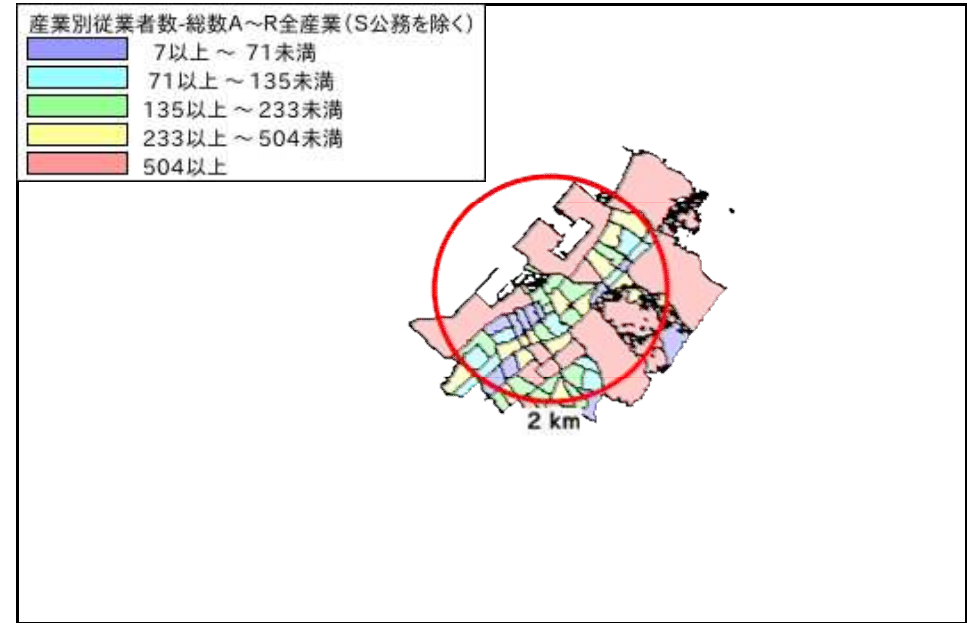 産業別従業者数-総数A～R全産業(S公務を除く)
7以上 ～ 71未満
71以上 ～ 135未満
135以上 ～ 233未満
233以上 ～ 504未満
504以上
2 km